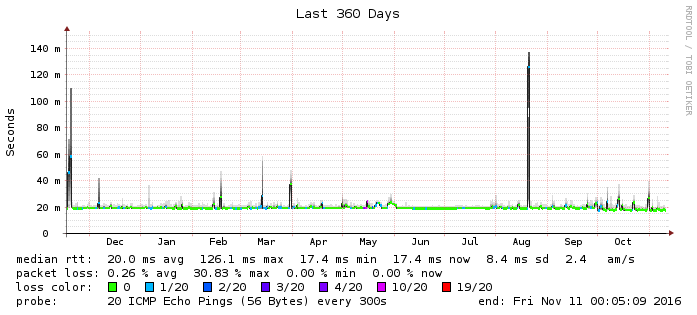 Last 360 Days
RRDTOOL / TOBI OETIKER
Seconds
140 m
120 m
100 m
80 m
60 m
40 m
20 m
0
Dec Jan Feb Mar Apr May Jun Jul Aug Sep Oct
median rtt: 20.0 ms avg 126.1 ms max 17.4 ms min 17.4 ms now 8.4 ms sd 2.4 am/s
packet loss: 0.26 % avg 30.83 % max 0.00 % min 0.00 % now
loss color: 0 1/20 2/20 3/20 4/20 10/20 19/20
probe: 20 ICMP Echo Pings (56 Bytes) every 300s end: Fri Nov 11 00:05:09 2016